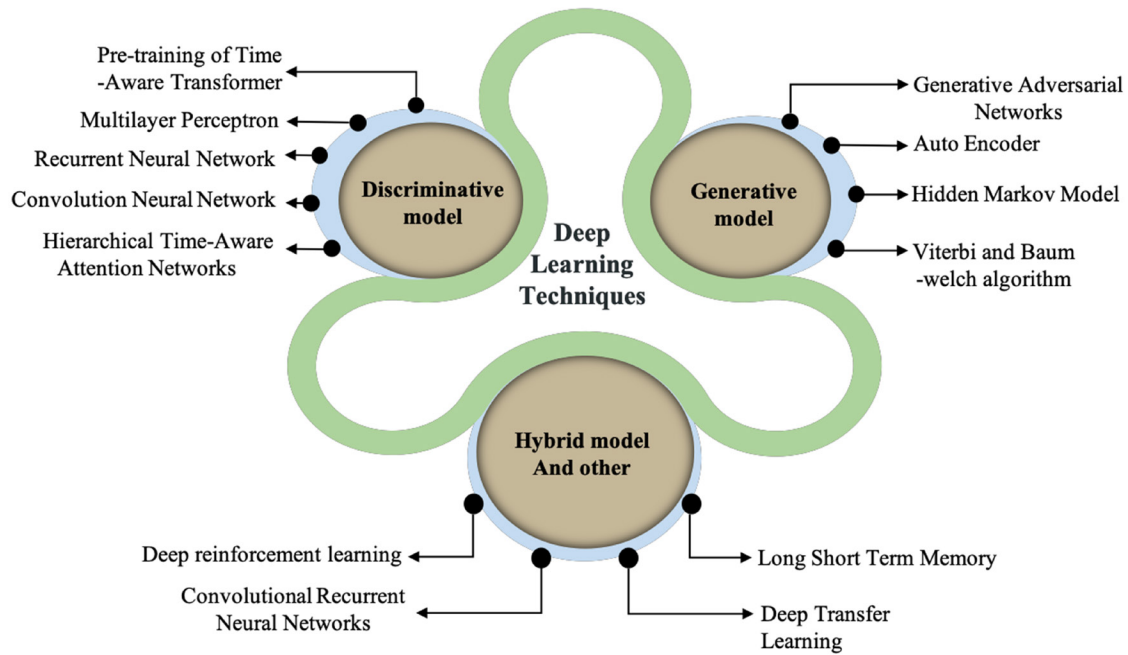 Pre-training of Time
-Aware Transformer
Multilayer Perceptron
Recurrent Neural Network
Convolution Neural Network
Hierarchical Time-Aware
Attention Networks
Discriminative
model
Deep
Learning
Techniques
Generative
model
Generative Adversarial
Networks
Auto Encoder
Hidden Markov Model
Viterbi and Baum
-welch algorithm
Hybrid model
And other
Deep reinforcement learning
Convolutional Recurrent
Neural Networks
Long Short Term Memory
Deep Transfer
Learning